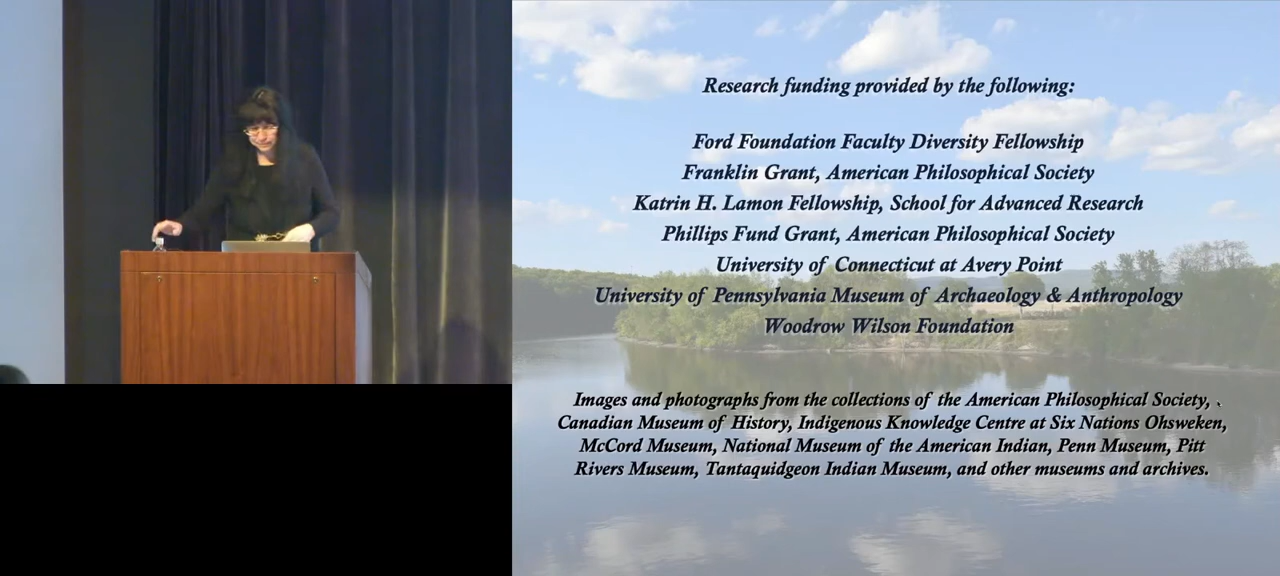 Research funding provided by the following:
Ford Foundation Faculty Diversity Fellowship
Franklin Grant, American Philosophical Society
Katrin H. Lamon Fellowship, School for Advanced Research
Phillips Fund Grant, American Philosophical Society
University of Connecticut at Avery Point
University of Pennsylvania Museum of Archaeology & Anthropology
Woodrow Wilson Foundation
Images and photographs from the collections of the American Philosophical Society, .
Canadian Museum of History, Indigenous Knowledge Centre at Six Nations Ohsweken,
McCord Museum, National Museum of the American Indian, Penn Museum, Pitt
Rivers Museum, Tantaquidgeon Indian Museum, and other museums and archives.